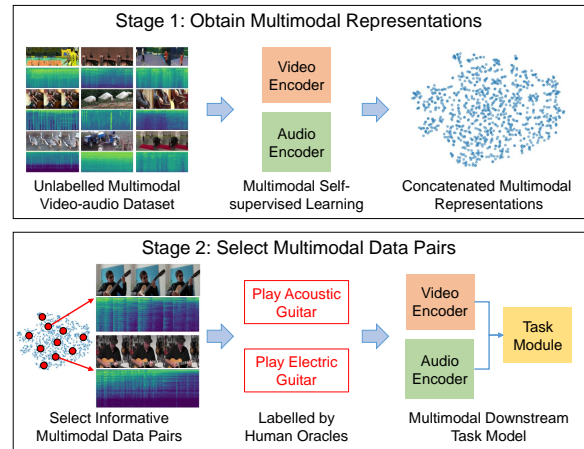 Stage 1: Obtain Multimodal Representations
Video
Encoder
Audio
Encoder
Unlabelled Multimodal
Video-audio Dataset
Multimodal Self-
supervised Learning
Concatenated Multimodal
Representations
Stage 2: Select Multimodal Data Pairs
Play Acoustic
Guitar
Play Electric
Guitar
Video
Encoder
Audio
Encoder
Task
Module
Select Informative
Multimodal Data Pairs
Labelled by
Human Oracles
Multimodal Downstream
Task Model